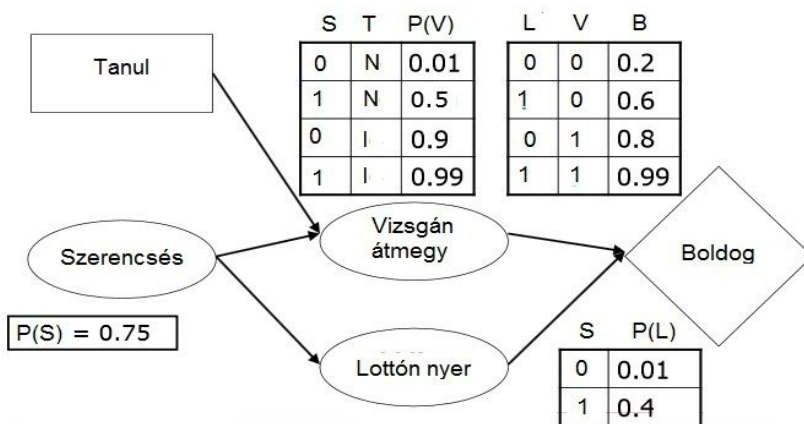 Tanul
S T P(V)
0 N 0.01
1 N 0.5
0 I 0.9
1 I 0.99
L V B
0 0 0.2
1 0 0.6
0 1 0.8
1 1 0.99
Szerencsés
P(S) = 0.75
Vizsgán
átmegy
Lottón nyer
Boldog
S P(L)
0 0.01
1 0.4